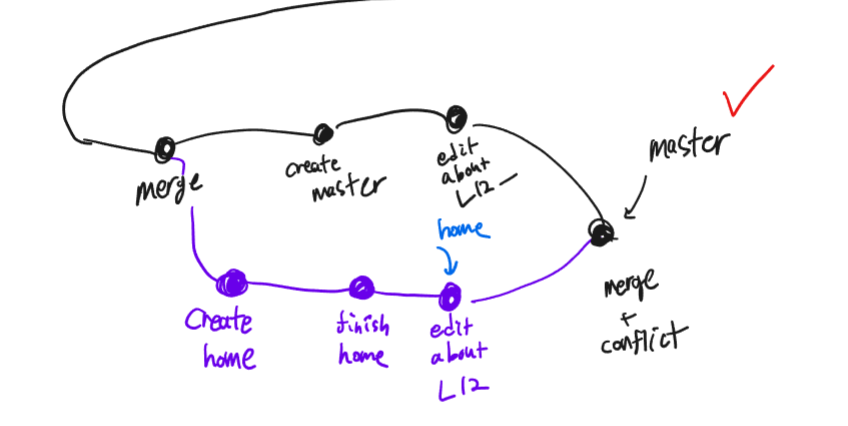 merge
create
master
edit
about
L12
master
home
merge
+
conflict
Create
home
finish
home
edit
about
L12